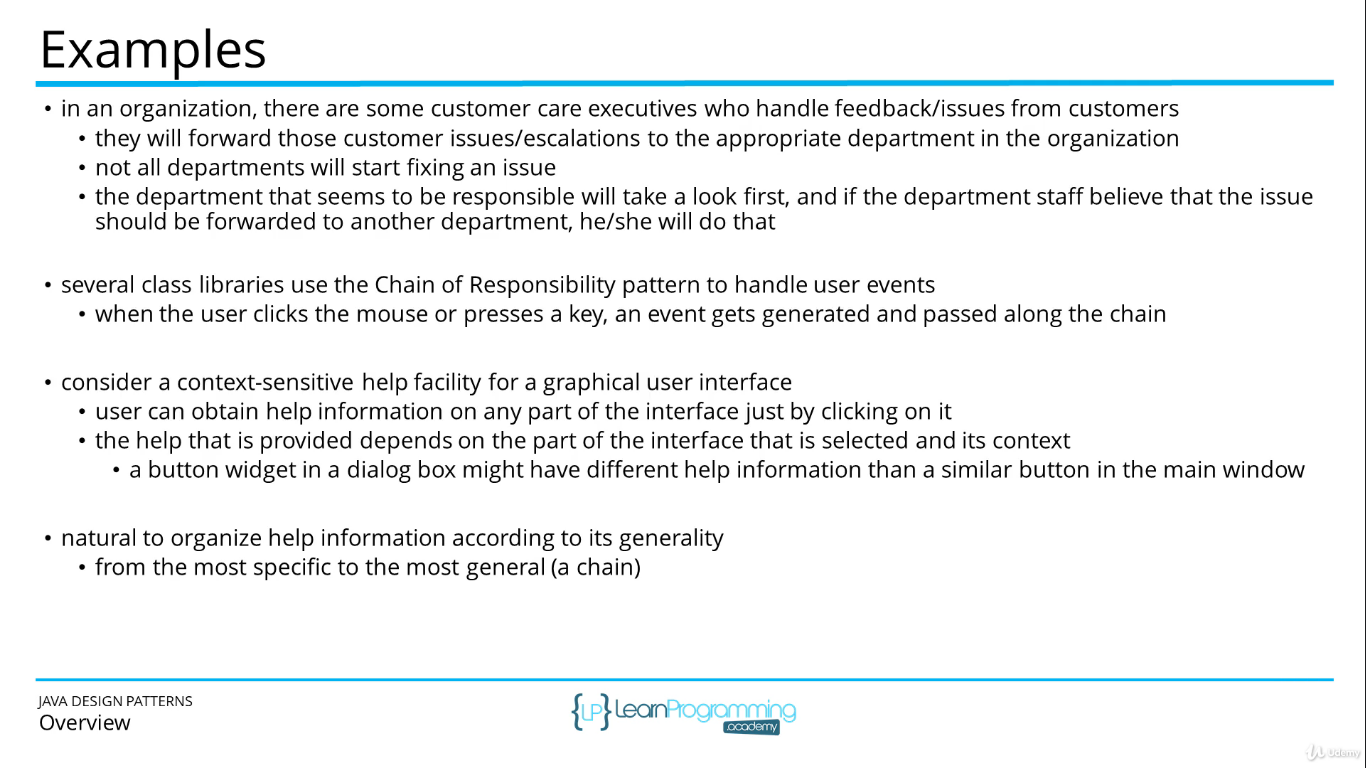 Examples
• in an organization, there are some customer care executives who handle feedback/issues from customers
• they will forward those customer issues/escalations to the appropriate department in the organization
• not all departments will start fixing an issue
• the department that seems to be responsible will take a look first, and if the department staff believe that the issue
should be forwarded to another department, he/she will do that
• several class libraries use the Chain of Responsibility pattern to handle user events
• when the user clicks the mouse or presses a key, an event gets generated and passed along the chain
• consider a context-sensitive help facility for a graphical user interface
• user can obtain help information on any part of the interface just by clicking on it
• the help that is provided depends on the part of the interface that is selected and its context
• a button widget in a dialog box might have different help information than a similar button in the main window
• natural to organize help information according to its generality
• from the most specific to the most general (a chain)
JAVA DESIGN PATTERNS
Overview
{LP} LearnProgramming
.academy
Udemy